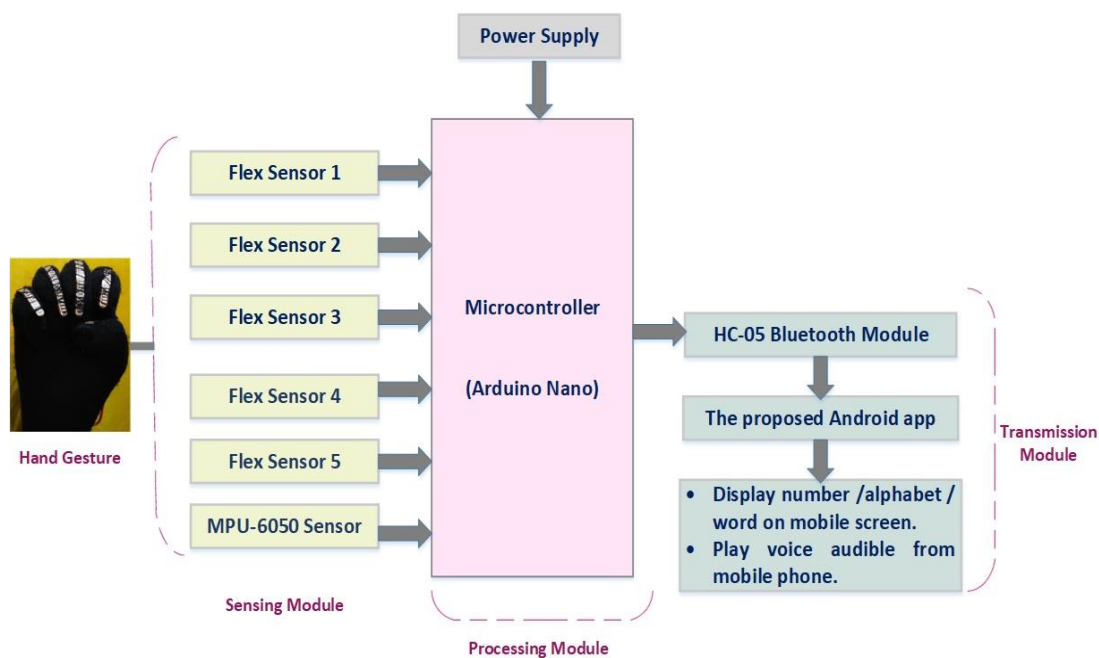 Power Supply
Flex Sensor 1
Flex Sensor 2
Flex Sensor 3
Flex Sensor 4
Flex Sensor 5
MPU-6050 Sensor
Hand Gesture
Sensing Module
Microcontroller
(Arduino Nano)
Processing Module
HC-05 Bluetooth Module
The proposed Android app
• Display number /alphabet /
word on mobile screen.
• Play voice audible from
mobile phone.
Transmission
Module